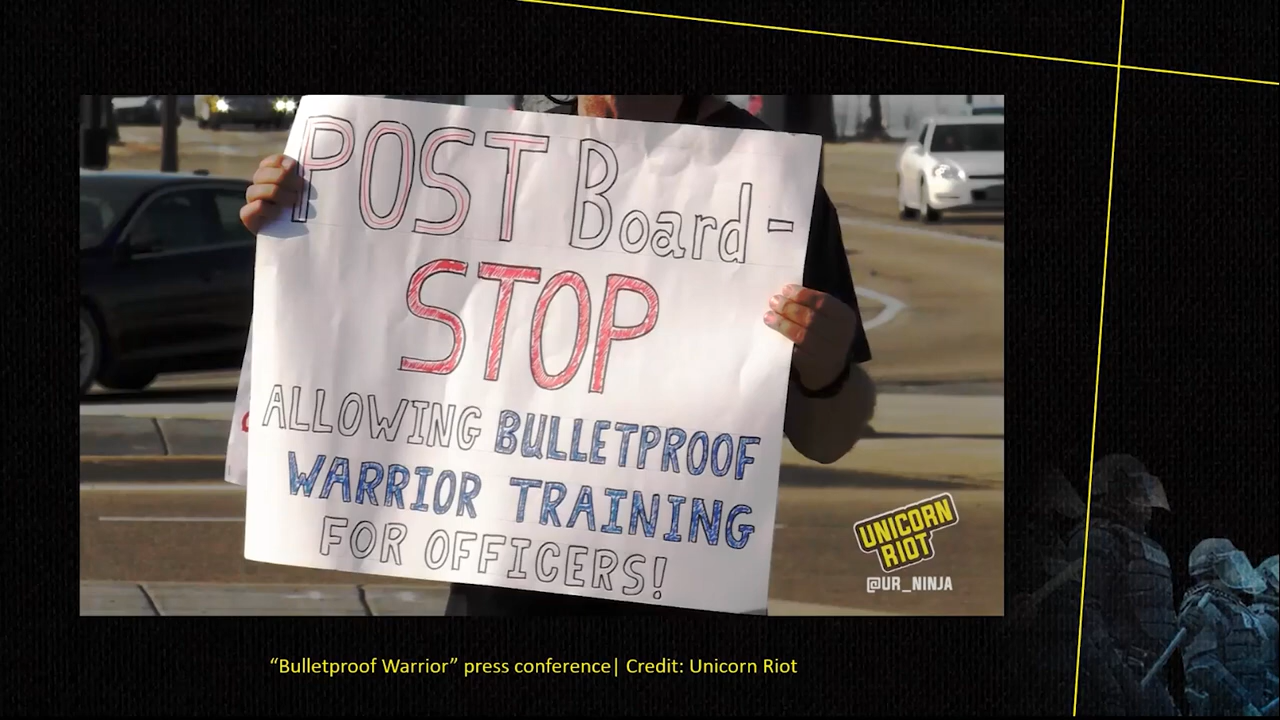 POST Board-
STOP
ALLOWING BULLETPROOF
WARRIOR TRAINING
FOR OFFICERS!
UNICORN
RIOT
@UR_NINJA
“Bulletproof Warrior” press conference| Credit: Unicorn Riot